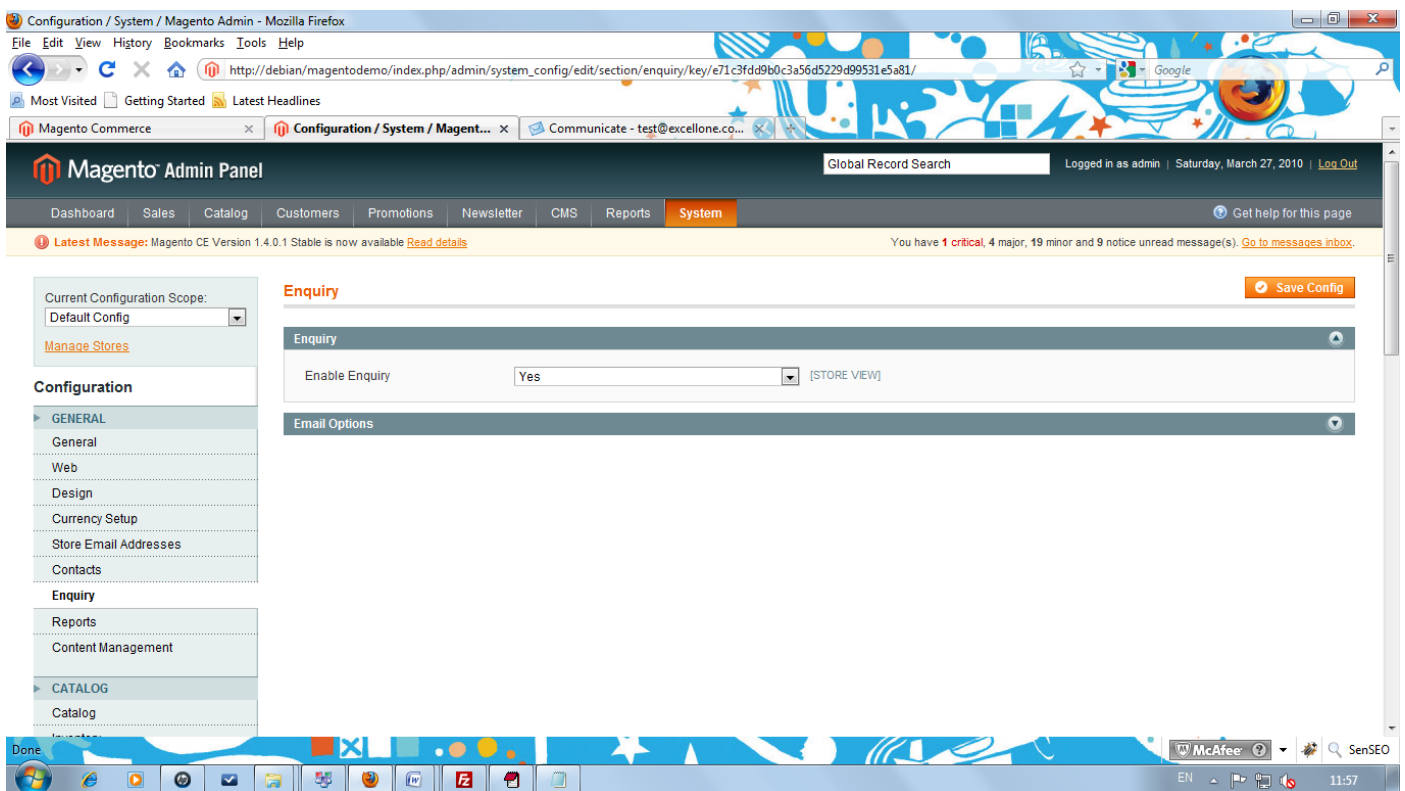 Configuration / System / Magento Admin - Mozilla Firefox
File Edit View History Bookmarks Tools Help
http://debian/magentodemo/index.php/admin/system_config/edit/section/enquiry/key/e71c3fdd9b0c3a56d5229d99531e5a81/
Google
Most Visited Getting Started Latest Headlines
Magento Commerce
Configuration / System / Magent...
Communicate - test@excellone.co...
Magento Admin Panel
Global Record Search
Logged in as admin | Saturday, March 27, 2010 | Log Out
Dashboard Sales Catalog Customers Promotions Newsletter CMS Reports System
Get help for this page
Latest Message: Magento CE Version 1.4.0.1 Stable is now available Read details
You have 1 critical, 4 major, 19 minor and 9 notice unread message(s). Go to messages inbox.
Current Configuration Scope:
Default Config
Manage Stores
Configuration
GENERAL
General
Web
Design
Currency Setup
Store Email Addresses
Contacts
Enquiry
Reports
Content Management
CATALOG
Catalog
Enquiry
Save Config
Enquiry
Enable Enquiry
Yes
[STORE VIEW]
Email Options
Done
McAfee
SenSEO
EN
11:57